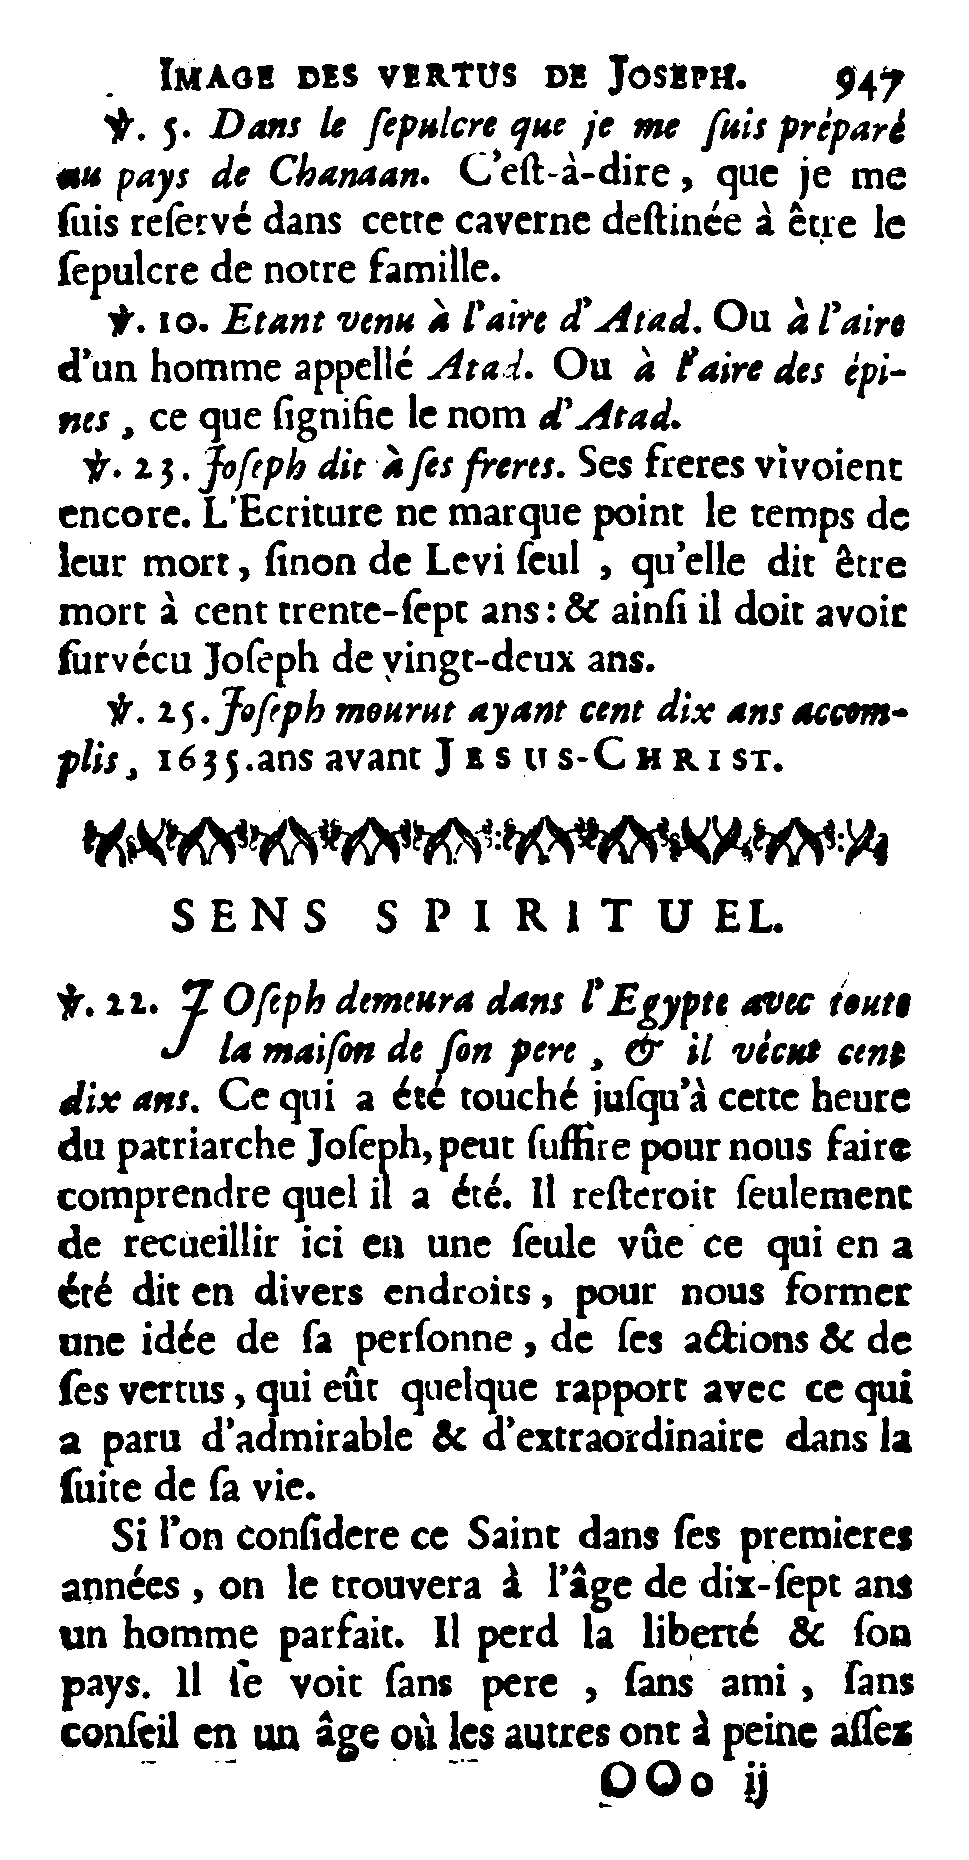 IMAGE DES VERTUS DE JOSEPH. 947
℣. 5. Dans le ſepulcre que je me ſuis préparé
au pays de Chanaan. C'eſt-à-dire, que je me
ſuis reſervé dans cette caverne deſtinée à être le
ſepulcre de notre famille.
℣. 10. Etant venu à l'aire d'Atad. Ou à l'aire
d'un homme appellé Atad. Ou à l'aire des épi-
nes, ce que ſignifie le nom d'Atad.
℣. 23. Joſeph dit à ſes freres. Ses freres vivoient
encore. L'Ecriture ne marque point le temps de
leur mort, ſinon de Levi ſeul, qu'elle dit être
mort à cent trente-ſept ans: & ainſi il doit avoir
ſurvécu Joſeph de vingt-deux ans.
℣. 25. Joſeph mourut ayant cent dix ans accom-
plis, 1635. ans avant JESUS-CHRIST.
SENS SPIRITUEL.
℣. 22. JOſeph demeura dans l'Egypte avec toute
la maiſon de ſon pere, & il vécut cent
dix ans. Ce qui a été touché juſqu'à cette heure
du patriarche Joſeph, peut ſuffire pour nous faire
comprendre quel il a été. Il reſteroit ſeulement
de recueillir ici en une ſeule vûe ce qui en a
été dit en divers endroits, pour nous former
une idée de ſa perſonne, de ſes actions & de
ſes vertus, qui eût quelque rapport avec ce qui
a paru d'admirable & d'extraordinaire dans la
ſuite de ſa vie.
Si l'on conſidere ce Saint dans ſes premieres
années, on le trouvera à l'âge de dix-ſept ans
un homme parfait. Il perd la liberté & ſon
pays. Il ſe voit ſans pere, ſans ami, ſans
conſeil en un âge où les autres ont à peine aſſez
OOo ij